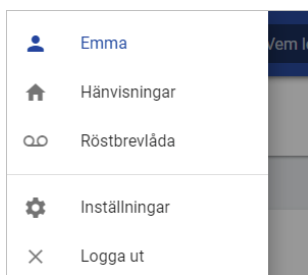 Emma
Vem l
Hänvisningar
Röstbrevlåda
Inställningar
Logga ut